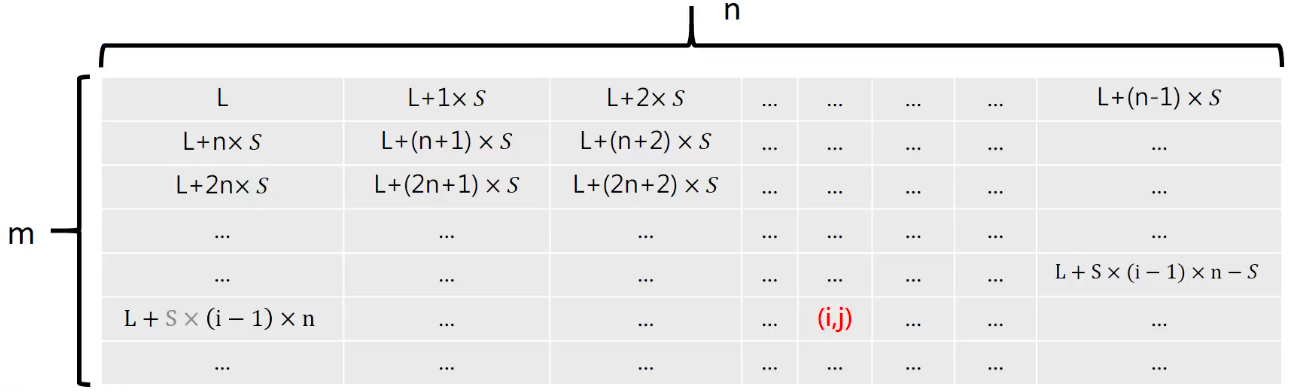 n
L L+1× S L+2× S ... ... ... ... L+(n-1) × S
L+n× S L+(n+1) × S L+(n+2) × S ... ... ... ... ...
m
L+2n× S L+(2n+1) × S L+(2n+2) × S ... ... ... ... ...
... ... ... ... ... ... ... ...
... ... ... ... ... ... ... L + S × (i − 1) × n − S
L + S × (i − 1) × n ... ... ... (i,j) ... ... ...
... ... ... ... ... ... ... ...